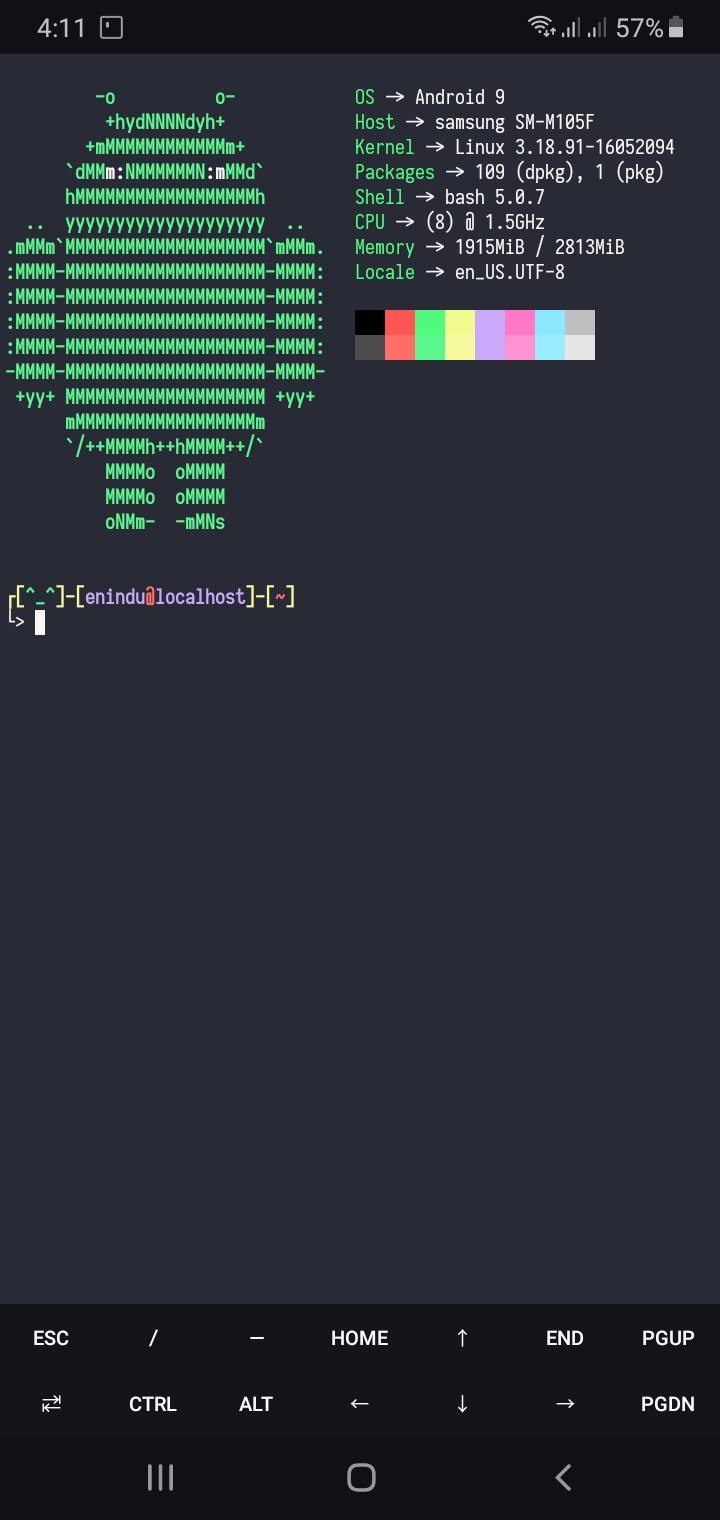 4:11 57%
-o          o-
+hydNNNNdyh+
+mMMMMMMMMMMMMm+
`dMMm:NMMMMMMN:mMMd`
hMMMMMMMMMMMMMMMMMMh
..  yyyyyyyyyyyyyyyyyyyy  ..
.mMMm`MMMMMMMMMMMMMMMMMMMM`mMMm.
:MMMM-MMMMMMMMMMMMMMMMMMMM-MMMM:
:MMMM-MMMMMMMMMMMMMMMMMMMM-MMMM:
:MMMM-MMMMMMMMMMMMMMMMMMMM-MMMM:
:MMMM-MMMMMMMMMMMMMMMMMMMM-MMMM:
-MMMM-MMMMMMMMMMMMMMMMMMMM-MMMM-
+yy+ MMMMMMMMMMMMMMMMMMMM +yy+
mMMMMMMMMMMMMMMMMMMm
`/++MMMMh++hMMMM++/`
MMMMo  oMMMM
MMMMo  oMMMM
oNMm-  -mMNs
OS → Android 9
Host → samsung SM-M105F
Kernel → Linux 3.18.91-16052094
Packages → 109 (dpkg), 1 (pkg)
Shell → bash 5.0.7
CPU → (8) @ 1.5GHz
Memory → 1915MiB / 2813MiB
Locale → en_US.UTF-8
┌[^_^]-[enindu@localhost]-[~]
└>
ESC / — HOME ↑ END PGUP
⇄ CTRL ALT ← ↓ → PGDN